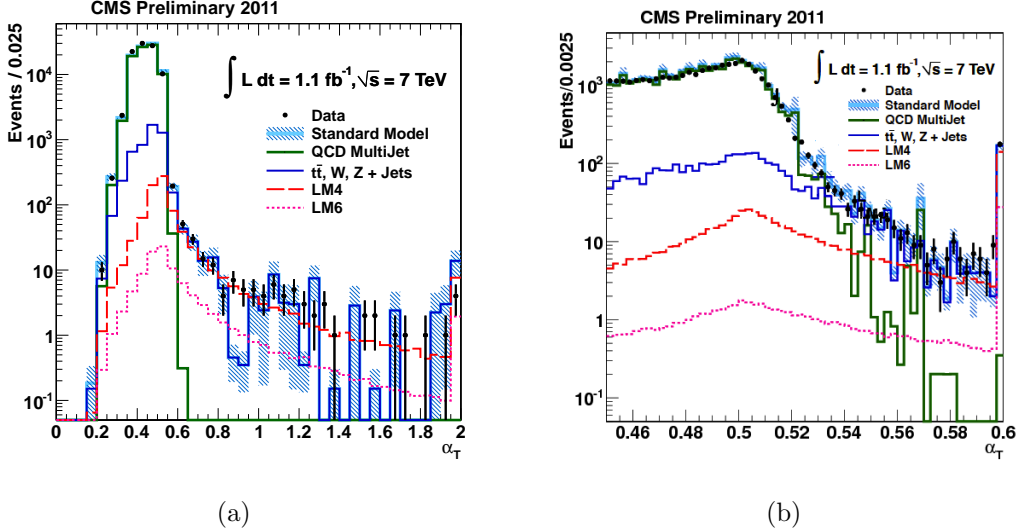 CMS Preliminary 2011
Events / 0.025
10⁴
10³
10²
10
1
10⁻¹
∫ L dt = 1.1 fb⁻¹, √s = 7 TeV
Data
Standard Model
QCD MultiJet
tt̄, W, Z + Jets
LM4
LM6
0 0.2 0.4 0.6 0.8 1 1.2 1.4 1.6 1.8 2
α_T
(a)
CMS Preliminary 2011
Events/0.0025
10³
10²
10
1
10⁻¹
∫ L dt = 1.1 fb⁻¹, √s = 7 TeV
Data
Standard Model
QCD MultiJet
tt̄, W, Z + Jets
LM4
LM6
0.46 0.48 0.5 0.52 0.54 0.56 0.58 0.6
α_T
(b)